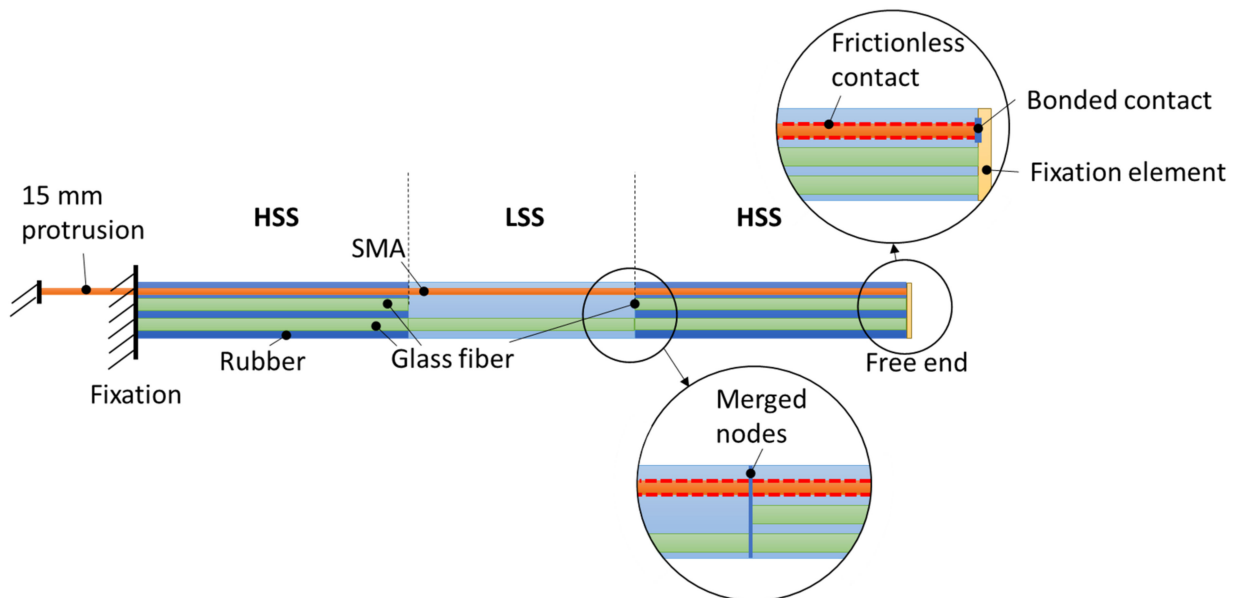 Frictionless
contact
Bonded contact
Fixation element
15 mm
protrusion
HSS
LSS
HSS
SMA
Rubber
Glass fiber
Free end
Fixation
Merged
nodes